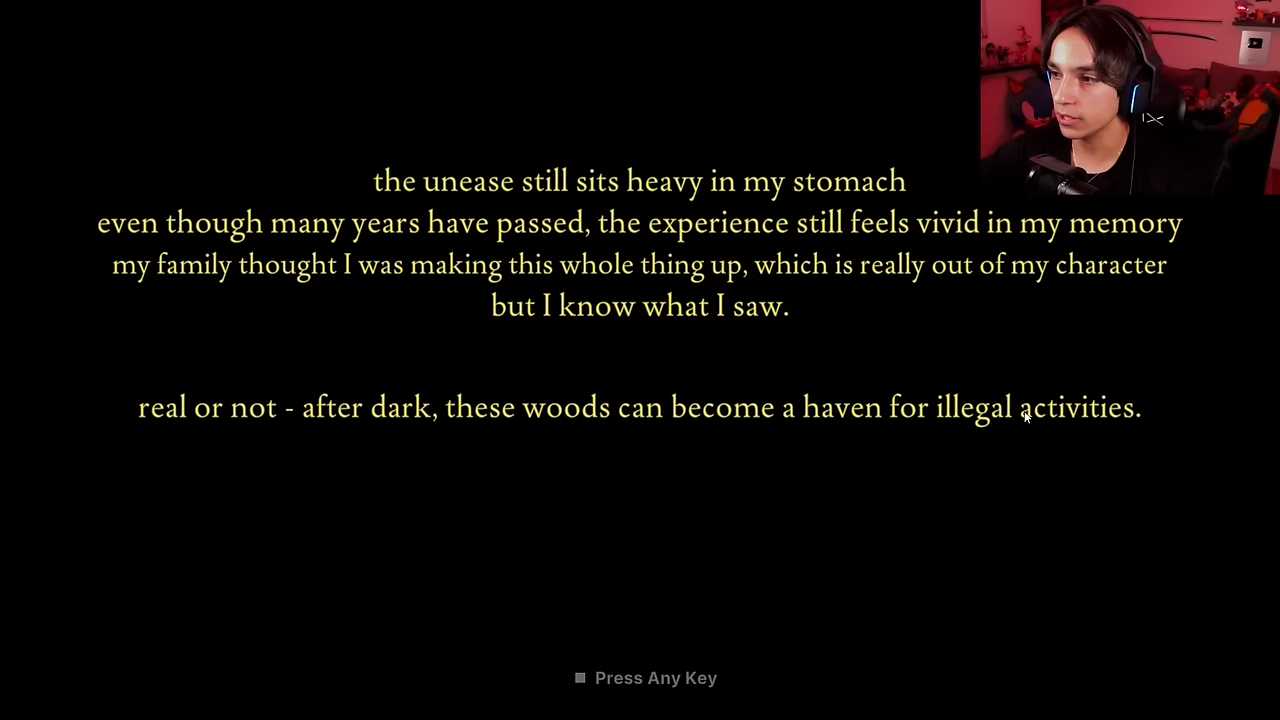 the unease still sits heavy in my stomach
even though many years have passed, the experience still feels vivid in my memory
my family thought I was making this whole thing up, which is really out of my character
but I know what I saw.
real or not - after dark, these woods can become a haven for illegal activities.
Press Any Key